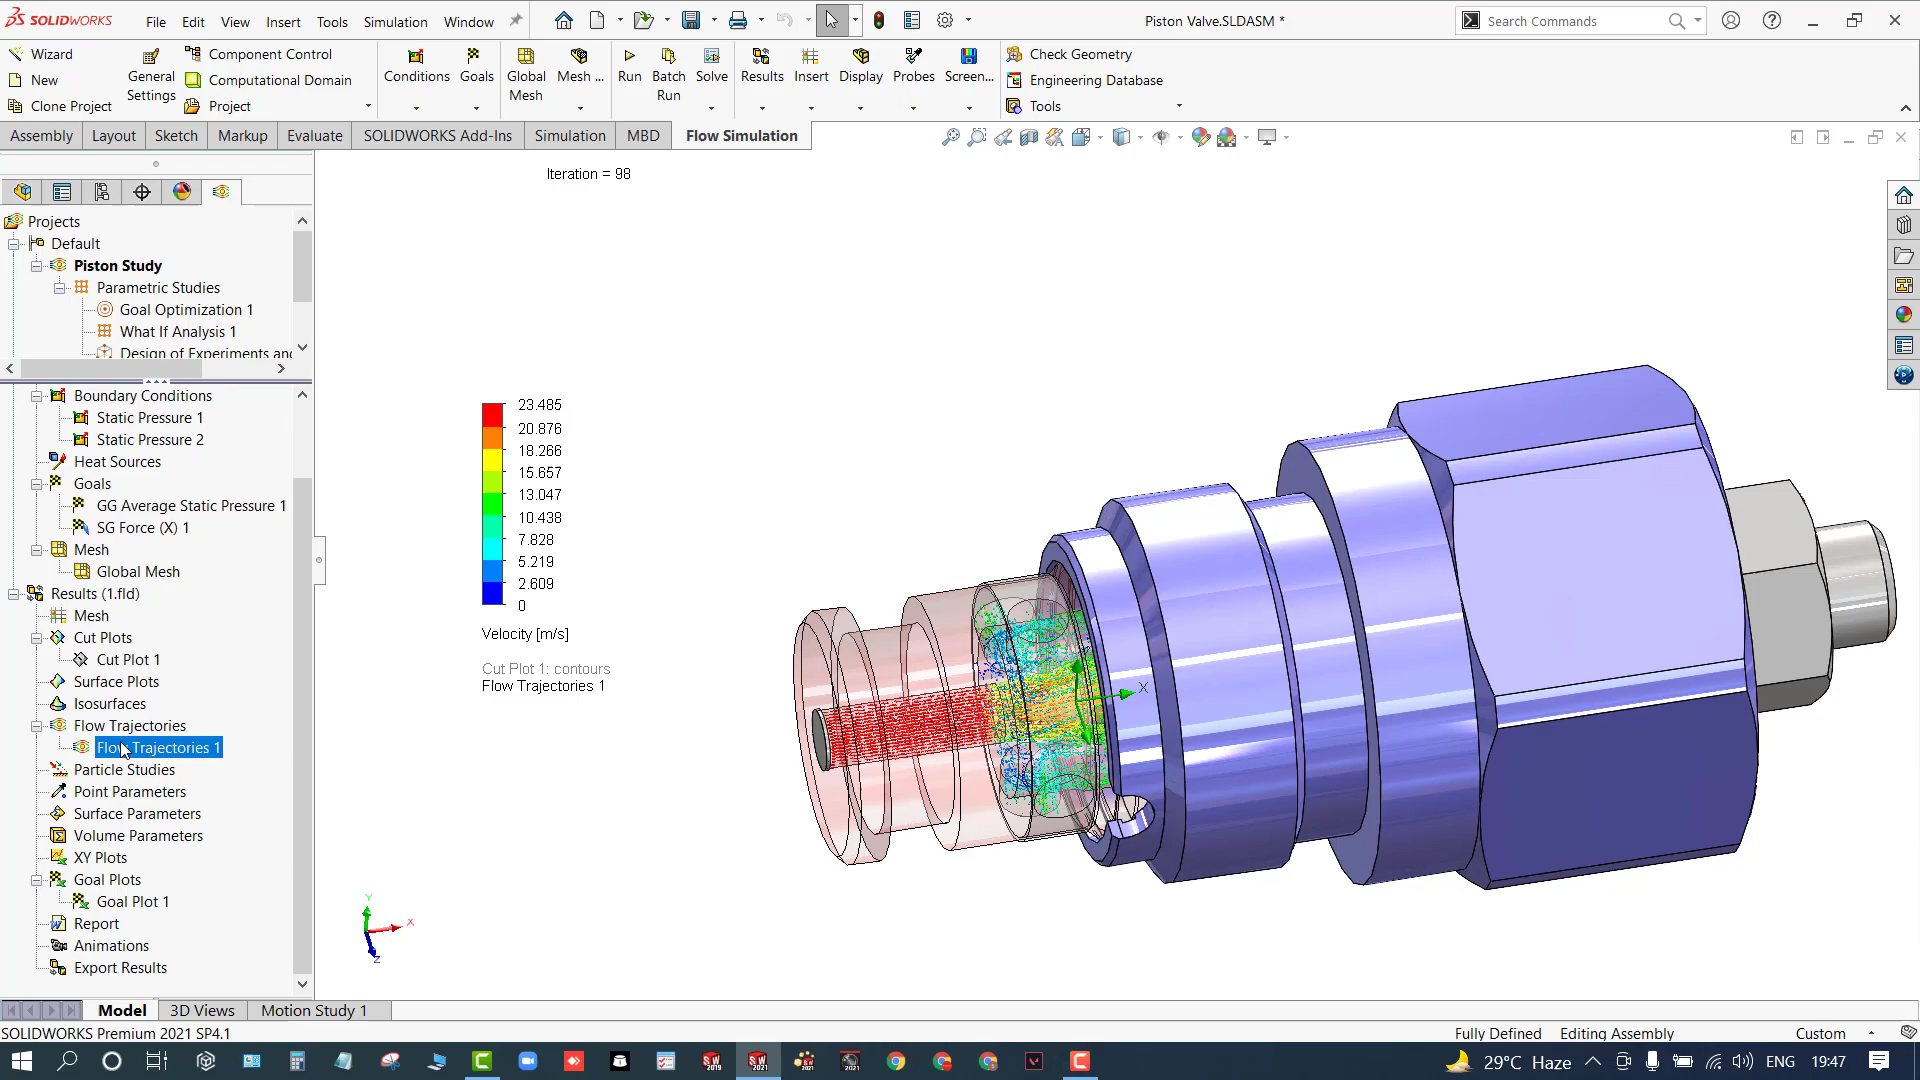 SOLIDWORKS File Edit View Insert Tools Simulation Window Piston Valve.SLDASM * Search Commands
Wizard
New
Clone Project
General Settings
Component Control
Computational Domain
Project
Conditions
Goals
Global Mesh
Mesh ...
Run
Batch Run
Solve
Results
Insert
Display
Probes
Screen...
Check Geometry
Engineering Database
Tools
Assembly Layout Sketch Markup Evaluate SOLIDWORKS Add-Ins Simulation MBD Flow Simulation
Projects
Default
Piston Study
Parametric Studies
Goal Optimization 1
What If Analysis 1
Design of Experiments and
Boundary Conditions
Static Pressure 1
Static Pressure 2
Heat Sources
Goals
GG Average Static Pressure 1
SG Force (X) 1
Mesh
Global Mesh
Results (1.fld)
Mesh
Cut Plots
Cut Plot 1
Surface Plots
Isosurfaces
Flow Trajectories
Flow Trajectories 1
Particle Studies
Point Parameters
Surface Parameters
Volume Parameters
XY Plots
Goal Plots
Goal Plot 1
Report
Animations
Export Results
Iteration = 98
23.485
20.876
18.266
15.657
13.047
10.438
7.828
5.219
2.609
0
Velocity [m/s]
Cut Plot 1: contours
Flow Trajectories 1
X
Y
X
Z
Model 3D Views Motion Study 1
SOLIDWORKS Premium 2021 SP4.1 Fully Defined Editing Assembly Custom
29°C Haze ENG 19:47